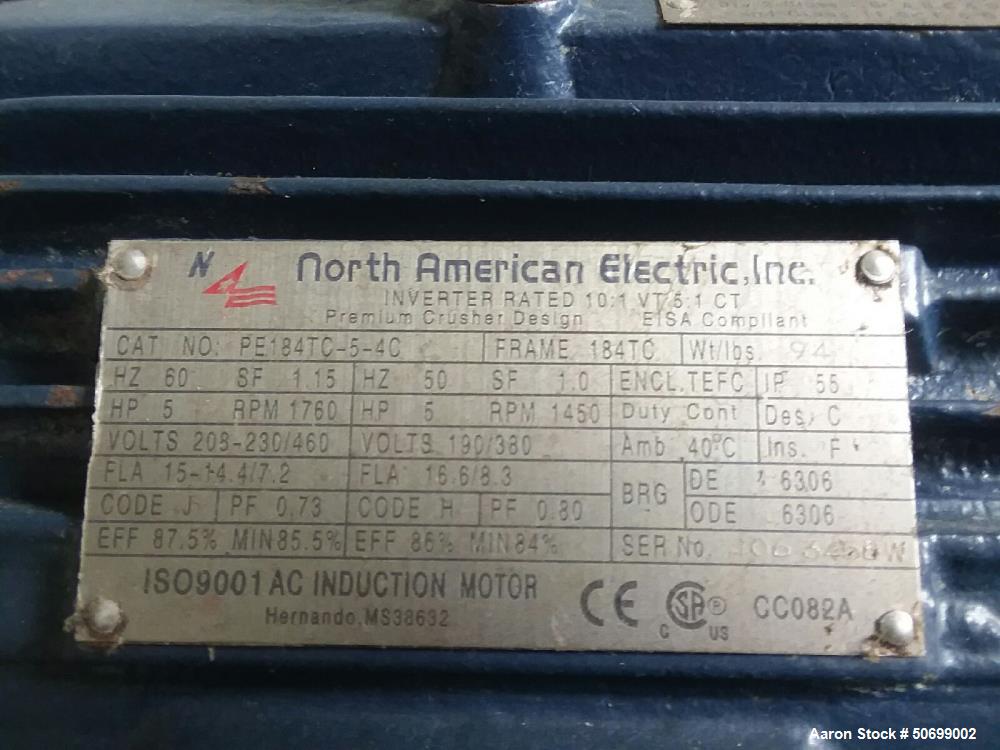 N
North American Electric, Inc.
INVERTER RATED 10:1 VT/5:1 CT
Premium Crusher Design EISA Compliant
CAT NO: PE184TC-5-4C FRAME 184TC Wt/lbs. 94
HZ 60 SF 1.15 HZ 50 SF 1.0 ENCL. TEFC IP 55
HP 5 RPM 1760 HP 5 RPM 1450 Duty Cont Des, C
VOLTS 208-230/460 VOLTS 190/380 Amb 40°C Ins. F
FLA 15-14.4/7.2 FLA 16.6/8.3 BRG DE 6306
CODE J PF 0.73 CODE H PF 0.80 ODE 6306
EFF 87.5% MIN85.5% EFF 86% MIN 84% SER No.
ISO9001 AC INDUCTION MOTOR
Hernando, MS38632
CE C SA ® C US CC082A
Aaron Stock # 50699002